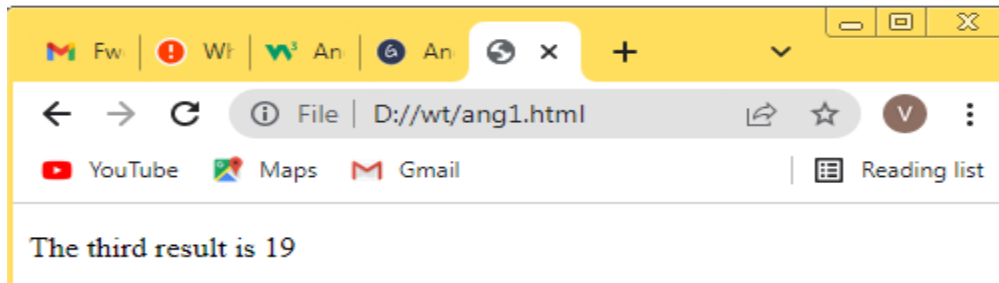 Fw Wh An An
File D://wt/ang1.html V
YouTube Maps Gmail Reading list
The third result is 19